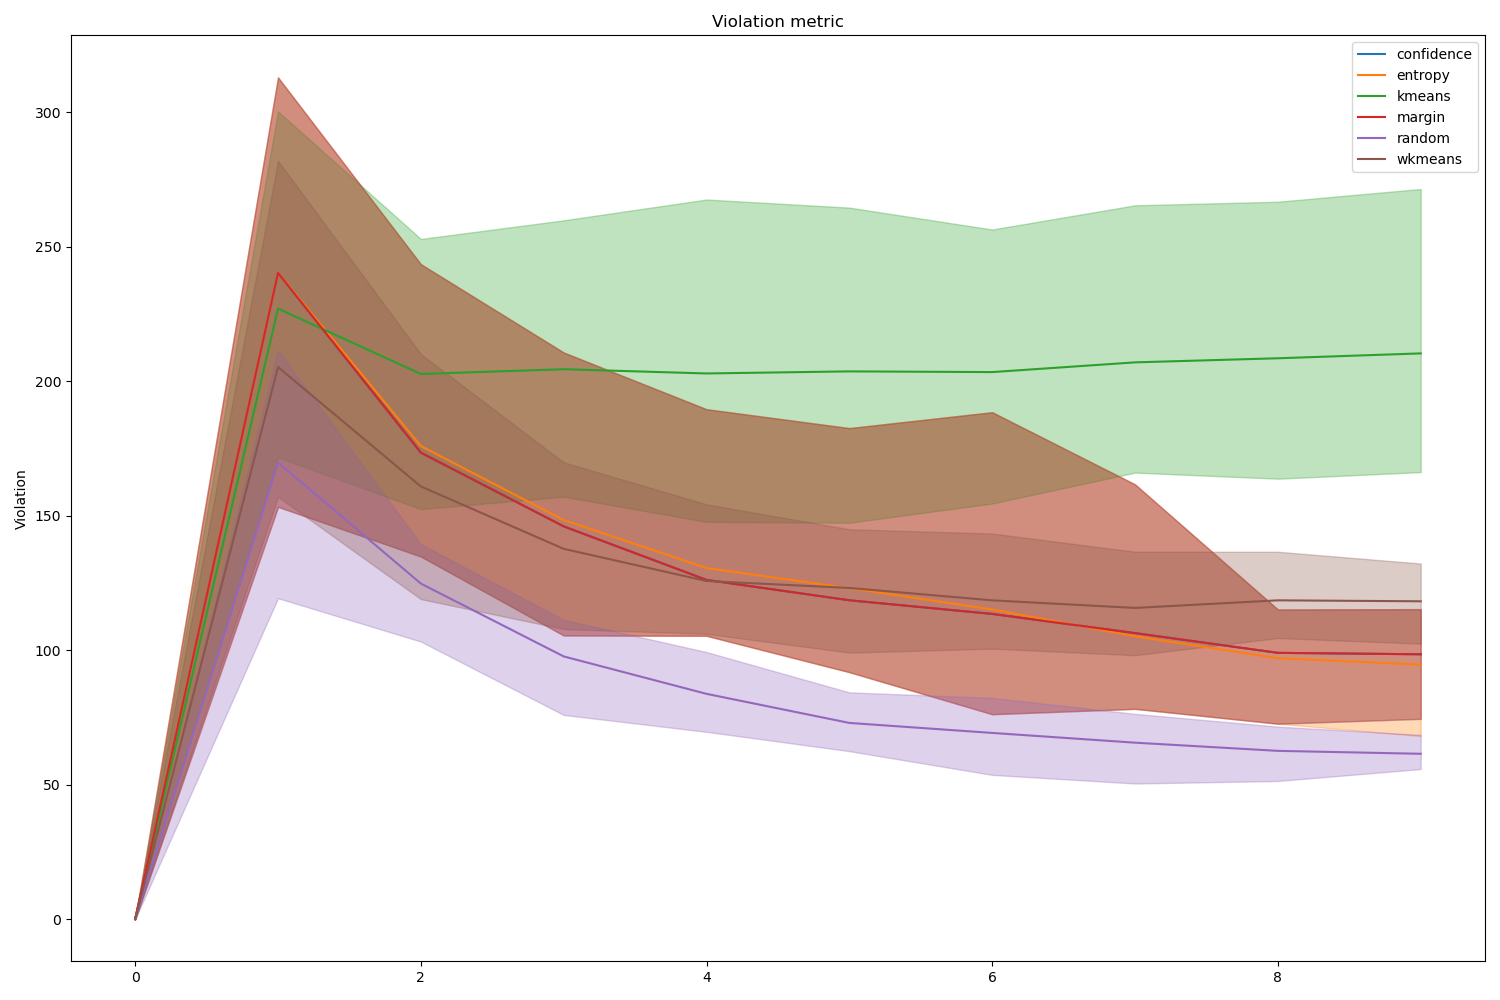 Violation metric
confidence
entropy
kmeans
margin
random
wkmeans
Violation
300
250
200
150
100
50
0
0 2 4 6 8